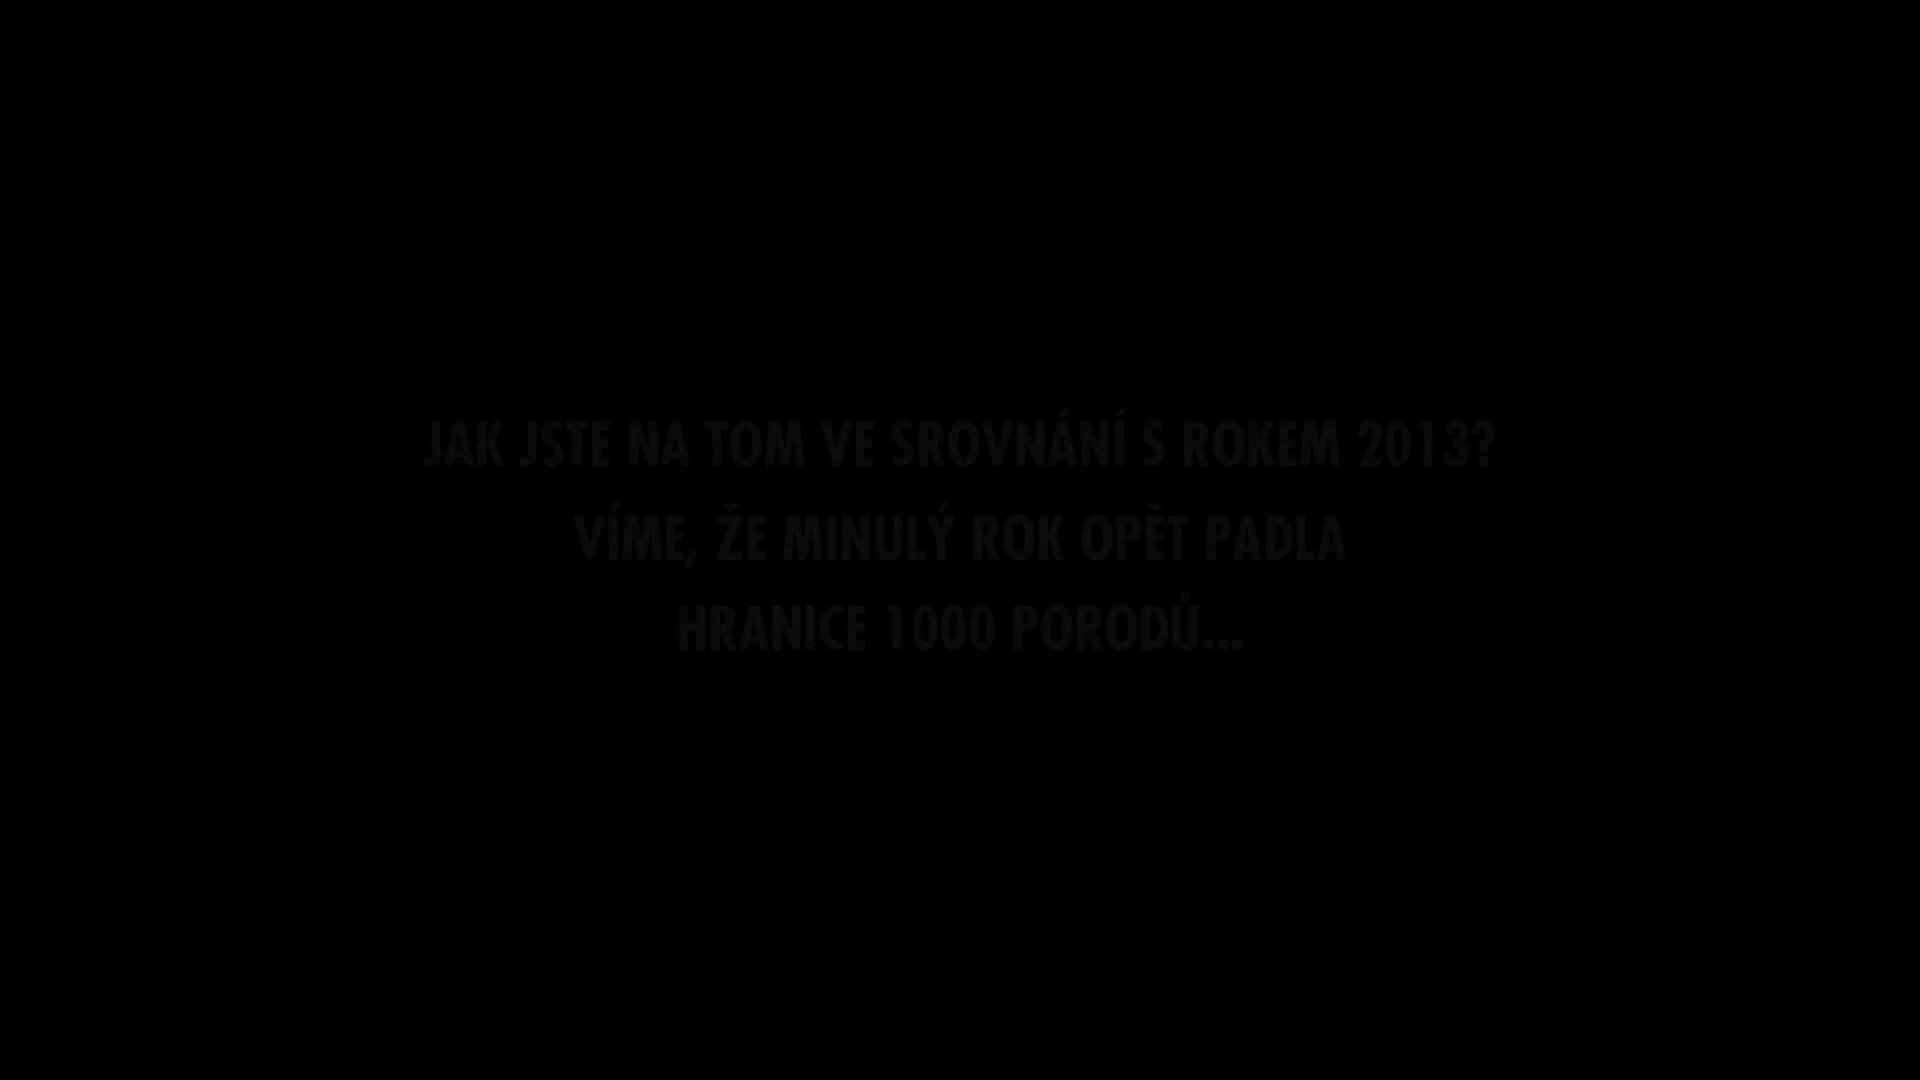 JAK JSTE NA TOM VE SROVNÁNÍ S ROKEM 2013?
VÍME, ŽE MINULÝ ROK OPĚT PADLA
HRANICE 1000 PORODŮ...